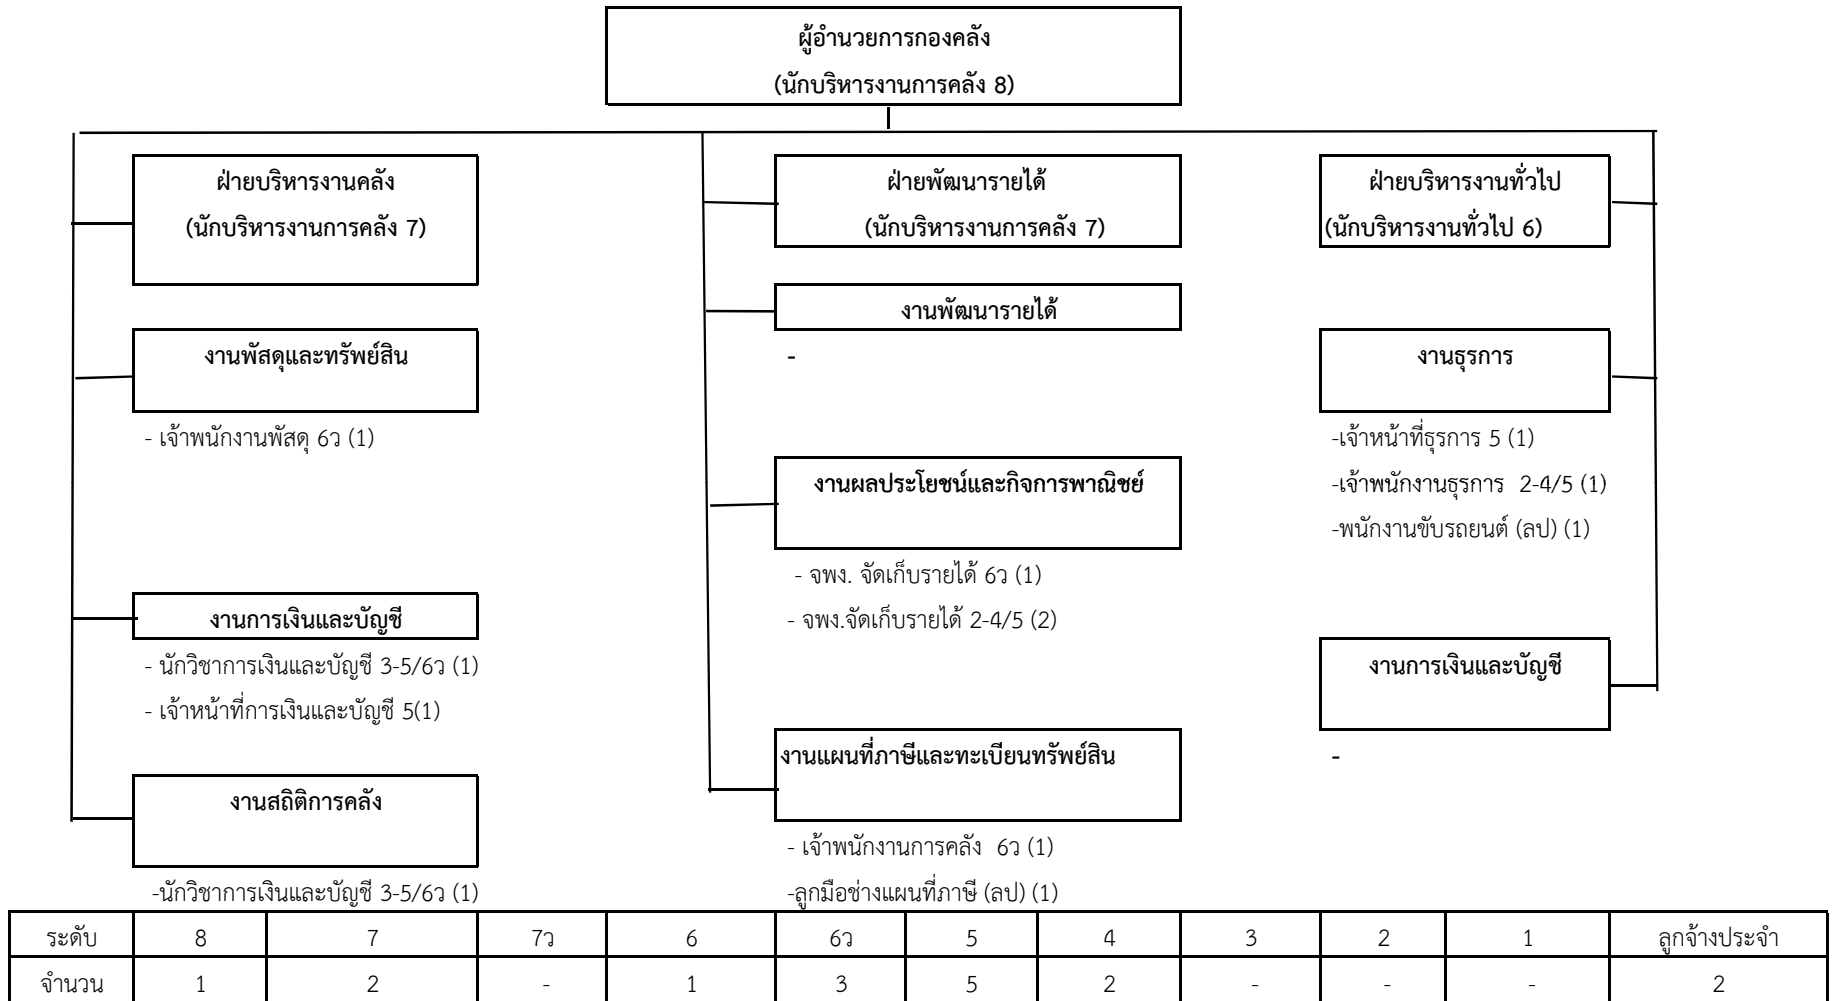 ผู้อำนวยการกองคลัง
(นักบริหารงานการคลัง 8)
ฝ่ายบริหารงานคลัง
(นักบริหารงานการคลัง 7)
งานพัสดุและทรัพย์สิน
- เจ้าพนักงานพัสดุ 6ว (1)
งานการเงินและบัญชี
- นักวิชาการเงินและบัญชี 3-5/6ว (1)
- เจ้าหน้าที่การเงินและบัญชี 5(1)
งานสถิติการคลัง
-นักวิชาการเงินและบัญชี 3-5/6ว (1)
ฝ่ายพัฒนารายได้
(นักบริหารงานการคลัง 7)
งานพัฒนารายได้
-
งานผลประโยชน์และกิจการพาณิชย์
- จพง. จัดเก็บรายได้ 6ว (1)
- จพง.จัดเก็บรายได้ 2-4/5 (2)
งานแผนที่ภาษีและทะเบียนทรัพย์สิน
- เจ้าพนักงานการคลัง 6ว (1)
-ลูกมือช่างแผนที่ภาษี (ลป) (1)
ฝ่ายบริหารงานทั่วไป
(นักบริหารงานทั่วไป 6)
งานธุรการ
-เจ้าหน้าที่ธุรการ 5 (1)
-เจ้าพนักงานธุรการ 2-4/5 (1)
-พนักงานขับรถยนต์ (ลป) (1)
งานการเงินและบัญชี
-
ระดับ 8 7 7ว 6 6ว 5 4 3 2 1 ลูกจ้างประจำ
จำนวน 1 2 - 1 3 5 2 - - - 2